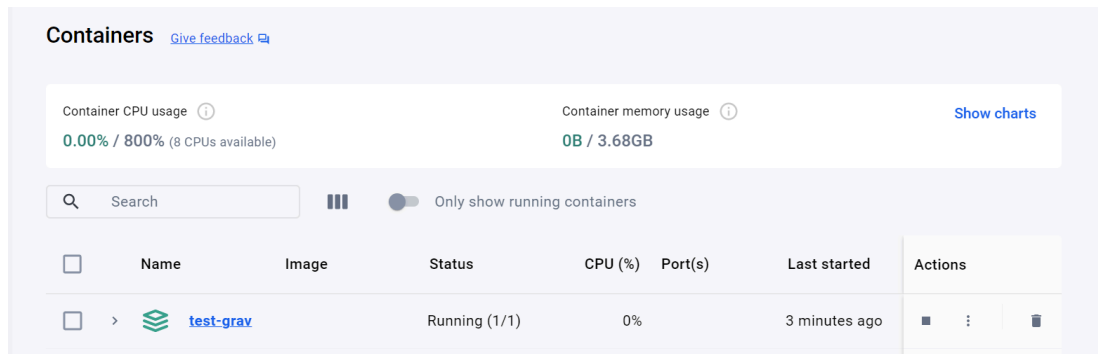 Containers Give feedback
Container CPU usage
0.00% / 800% (8 CPUs available)
Container memory usage
0B / 3.68GB
Show charts
Search
Only show running containers
Name Image Status CPU (%) Port(s) Last started Actions
test-grav Running (1/1) 0% 3 minutes ago